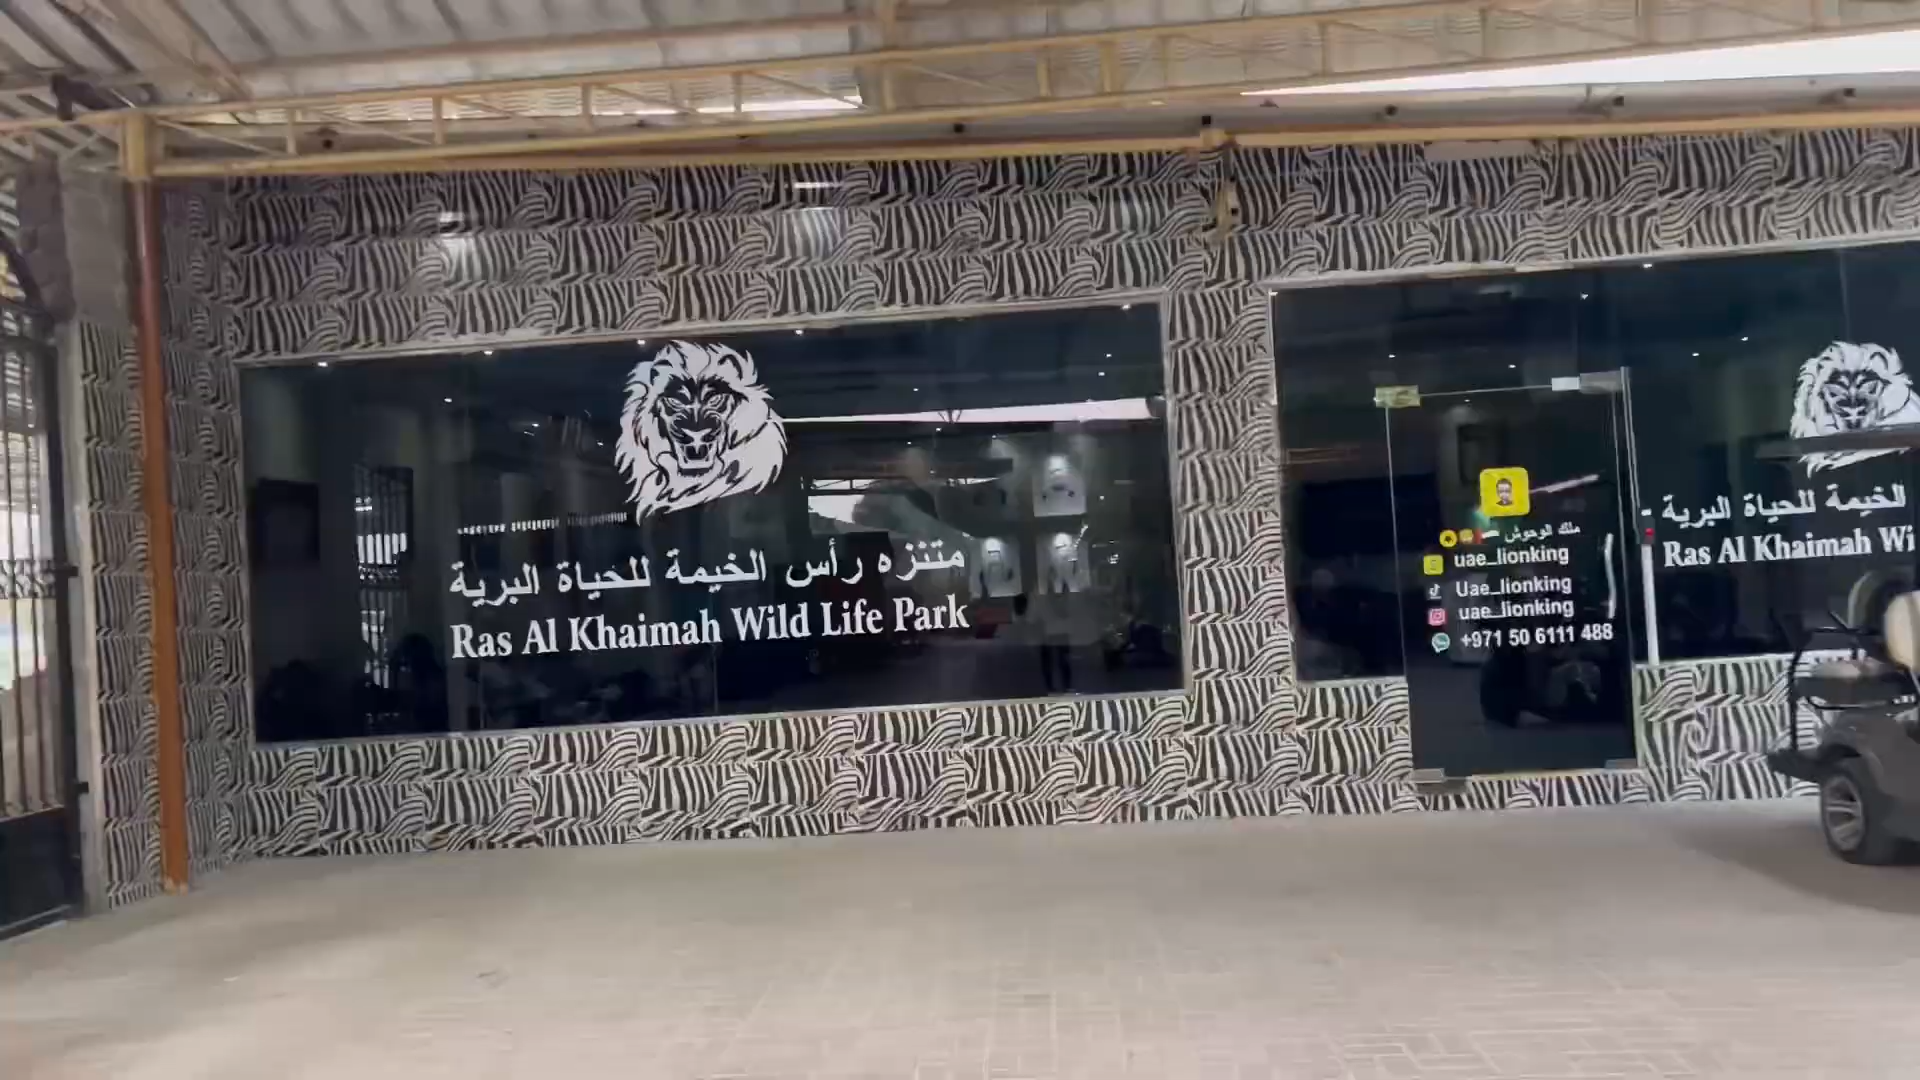 متنزه رأس الخيمة للحياة البرية
Ras Al Khaimah Wild Life Park
ملك الوحوش
uae_lionking
Uae_lionking
uae_lionking
+971 50 6111 488
الخيمة للحياة البرية
Ras Al Khaimah Wi